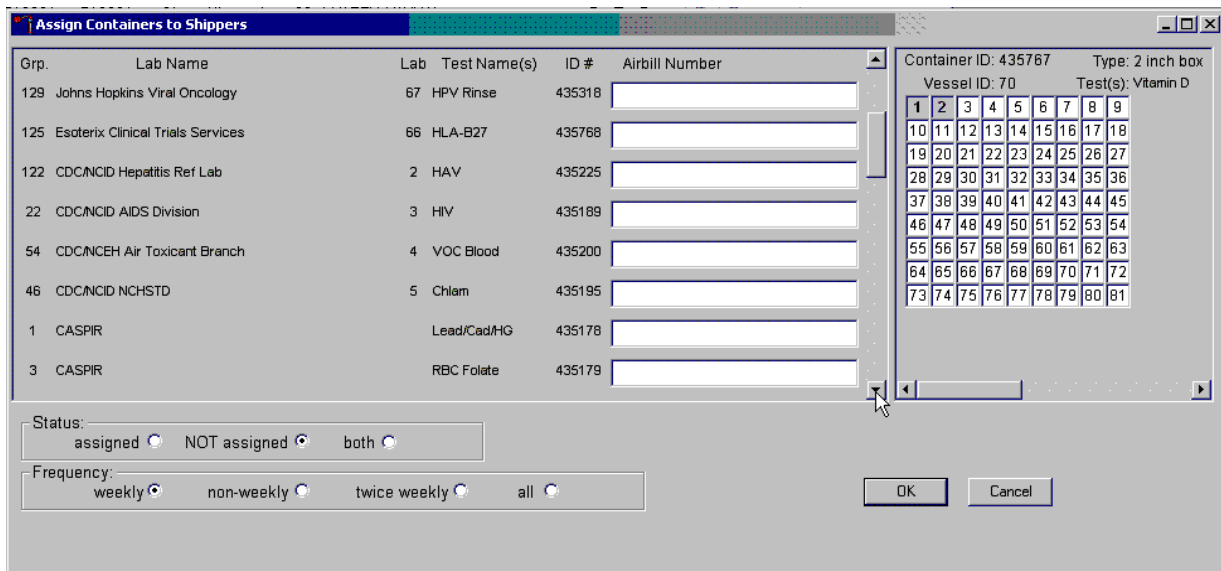 Assign Containers to Shippers
Grp. Lab Name Lab Test Name(s) ID # Airbill Number
129 Johns Hopkins Viral Oncology 67 HPV Rinse 435318
125 Esoterix Clinical Trials Services 66 HLA-B27 435768
122 CDC/NCID Hepatitis Ref Lab 2 HAV 435225
22 CDC/NCID AIDS Division 3 HIV 435189
54 CDC/NCEH Air Toxicant Branch 4 VOC Blood 435200
46 CDC/NCID NCHSTD 5 Chlam 435195
1 CASPIR Lead/Cad/HG 435178
3 CASPIR RBC Folate 435179
Container ID: 435767 Type: 2 inch box
Vessel ID: 70 Test(s): Vitamin D
1 2 3 4 5 6 7 8 9
10 11 12 13 14 15 16 17 18
19 20 21 22 23 24 25 26 27
28 29 30 31 32 33 34 35 36
37 38 39 40 41 42 43 44 45
46 47 48 49 50 51 52 53 54
55 56 57 58 59 60 61 62 63
64 65 66 67 68 69 70 71 72
73 74 75 76 77 78 79 80 81
Status:
assigned NOT assigned both
Frequency:
weekly non-weekly twice weekly all
OK Cancel